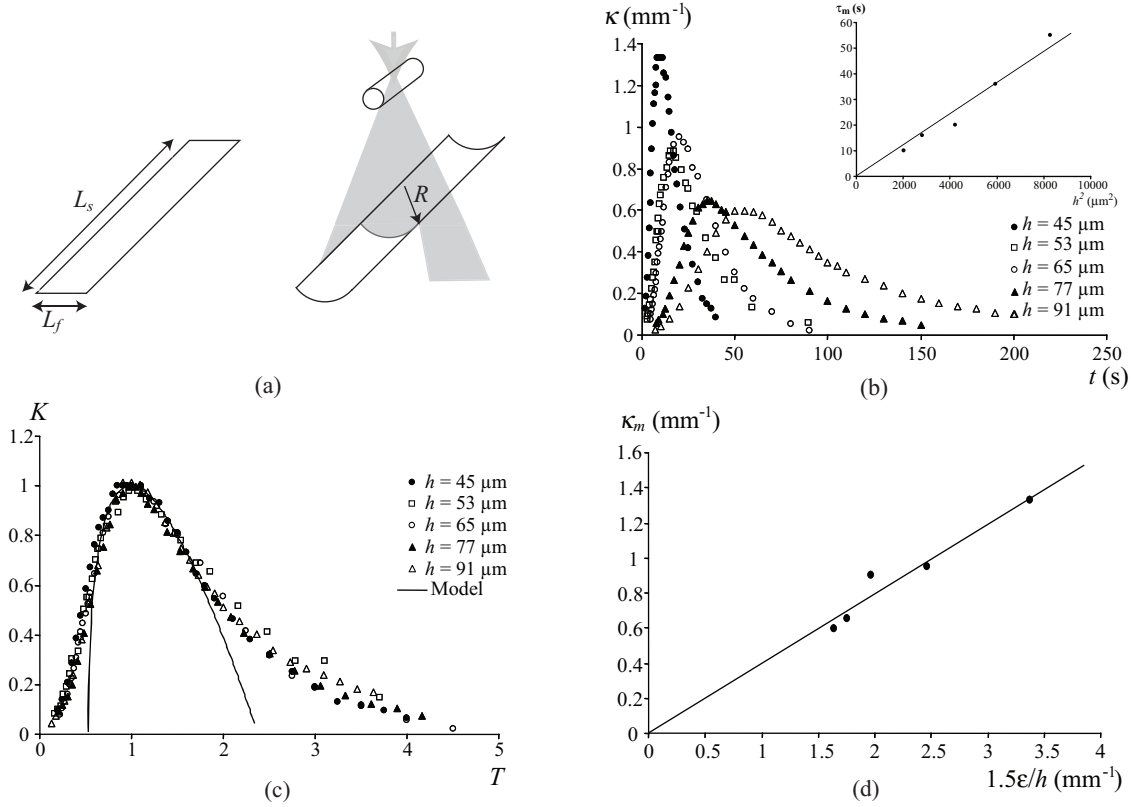 L_s
L_f
R
(a)
κ (mm⁻¹)
1.4
1.2
1
0.8
0.6
0.4
0.2
0
0 50 100 150 200 250
t (s)
τ_m (s)
60
50
40
30
20
10
0
0 2000 4000 6000 8000 10000
h² (μm²)
h = 45 μm
h = 53 μm
h = 65 μm
h = 77 μm
h = 91 μm
(b)
K
1.2
1
0.8
0.6
0.4
0.2
0
0 1 2 3 4 5
T
h = 45 μm
h = 53 μm
h = 65 μm
h = 77 μm
h = 91 μm
Model
(c)
κ_m (mm⁻¹)
1.6
1.4
1.2
1
0.8
0.6
0.4
0.2
0
0 0.5 1 1.5 2 2.5 3 3.5 4
1.5ε/h (mm⁻¹)
(d)